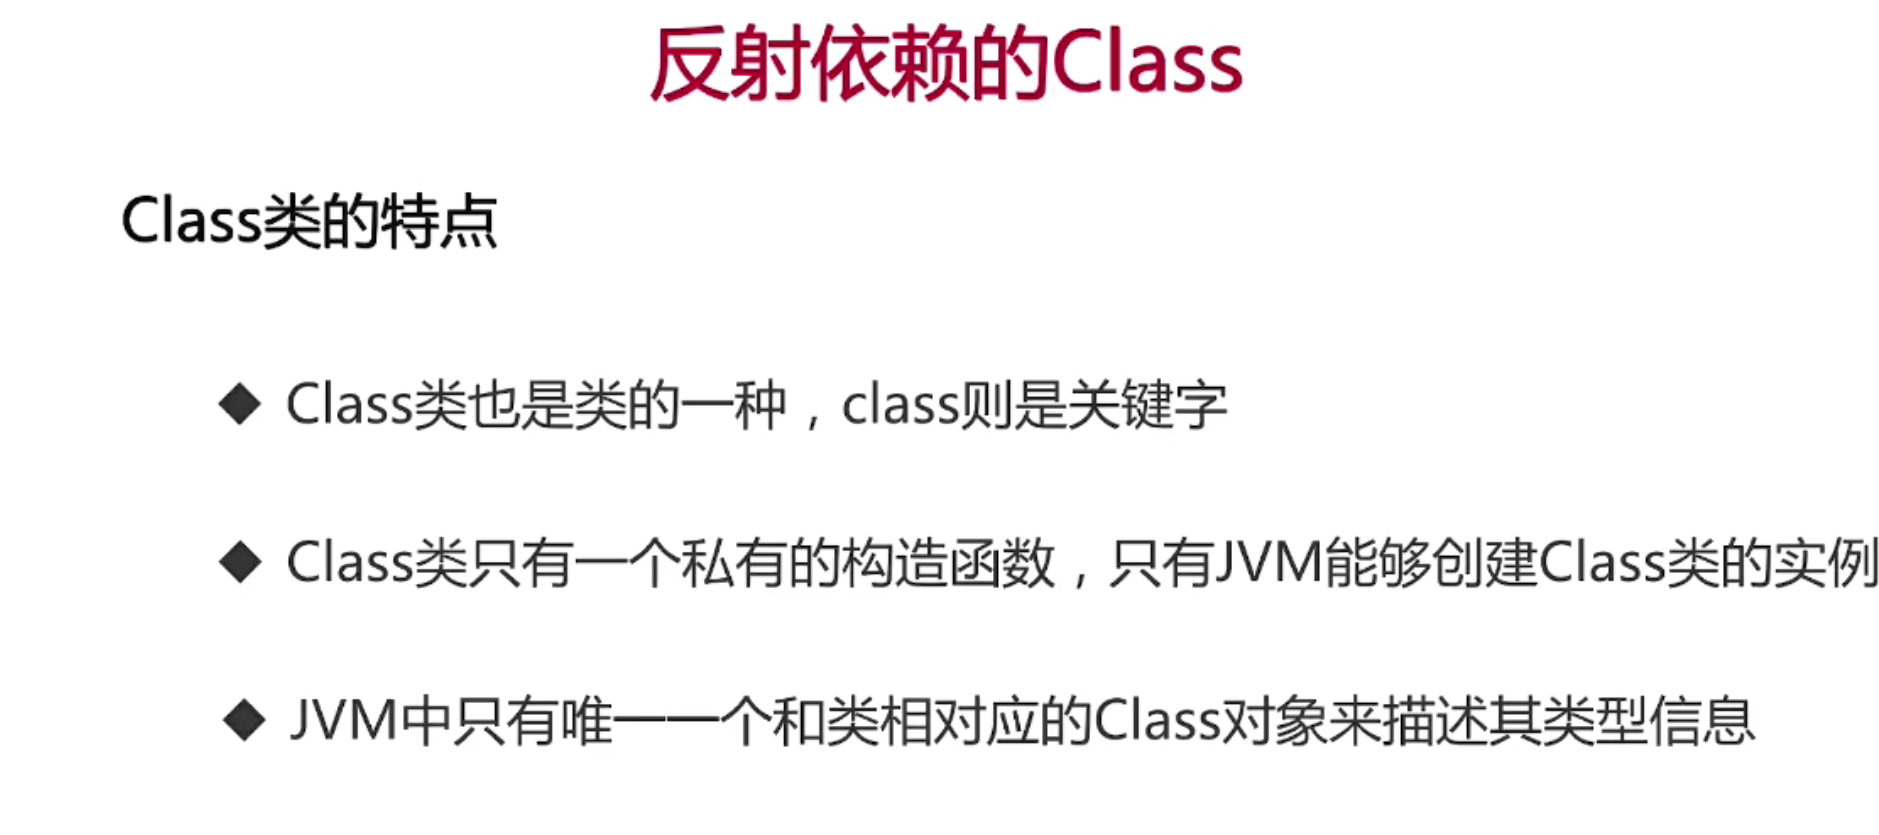 反射依赖的Class
Class类的特点
◆ Class类也是类的一种，class则是关键字
◆ Class类只有一个私有的构造函数，只有JVM能够创建Class类的实例
◆ JVM中只有唯一一个和类相对应的Class对象来描述其类型信息